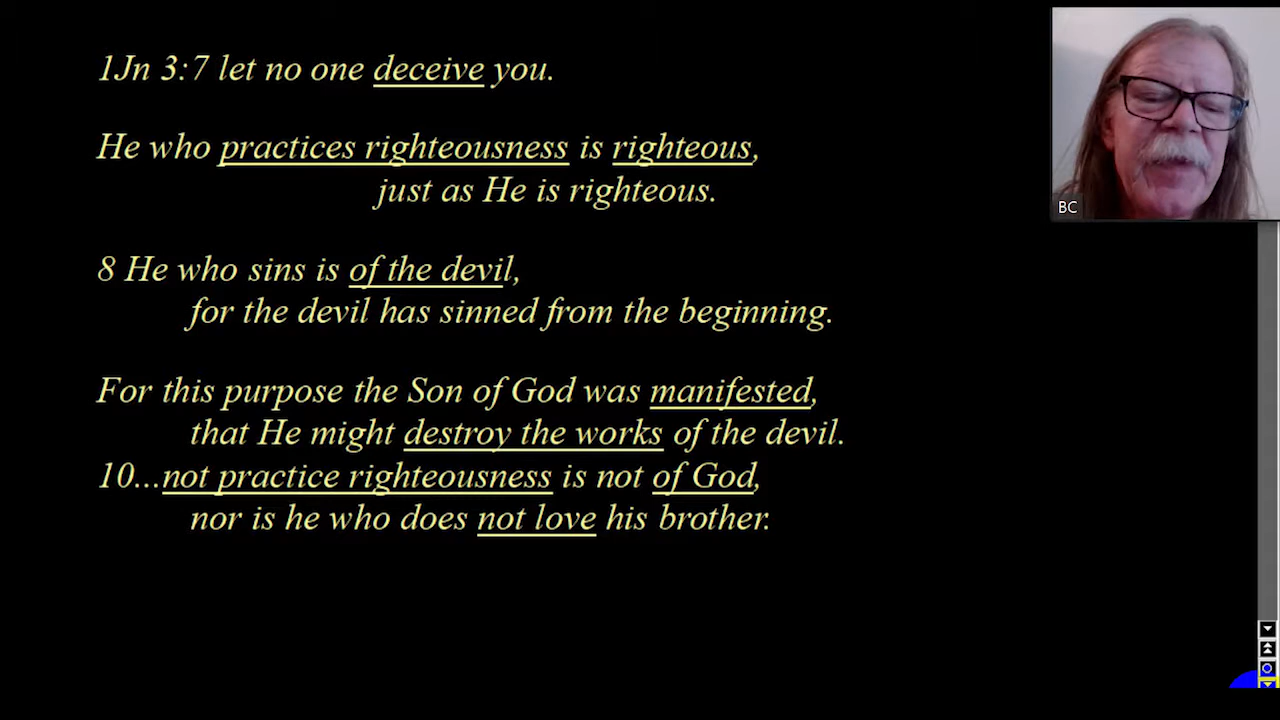 1Jn 3:7 let no one deceive you.
He who practices righteousness is righteous,
just as He is righteous.
8 He who sins is of the devil,
for the devil has sinned from the beginning.
For this purpose the Son of God was manifested,
that He might destroy the works of the devil.
10...not practice righteousness is not of God,
nor is he who does not love his brother.
BC